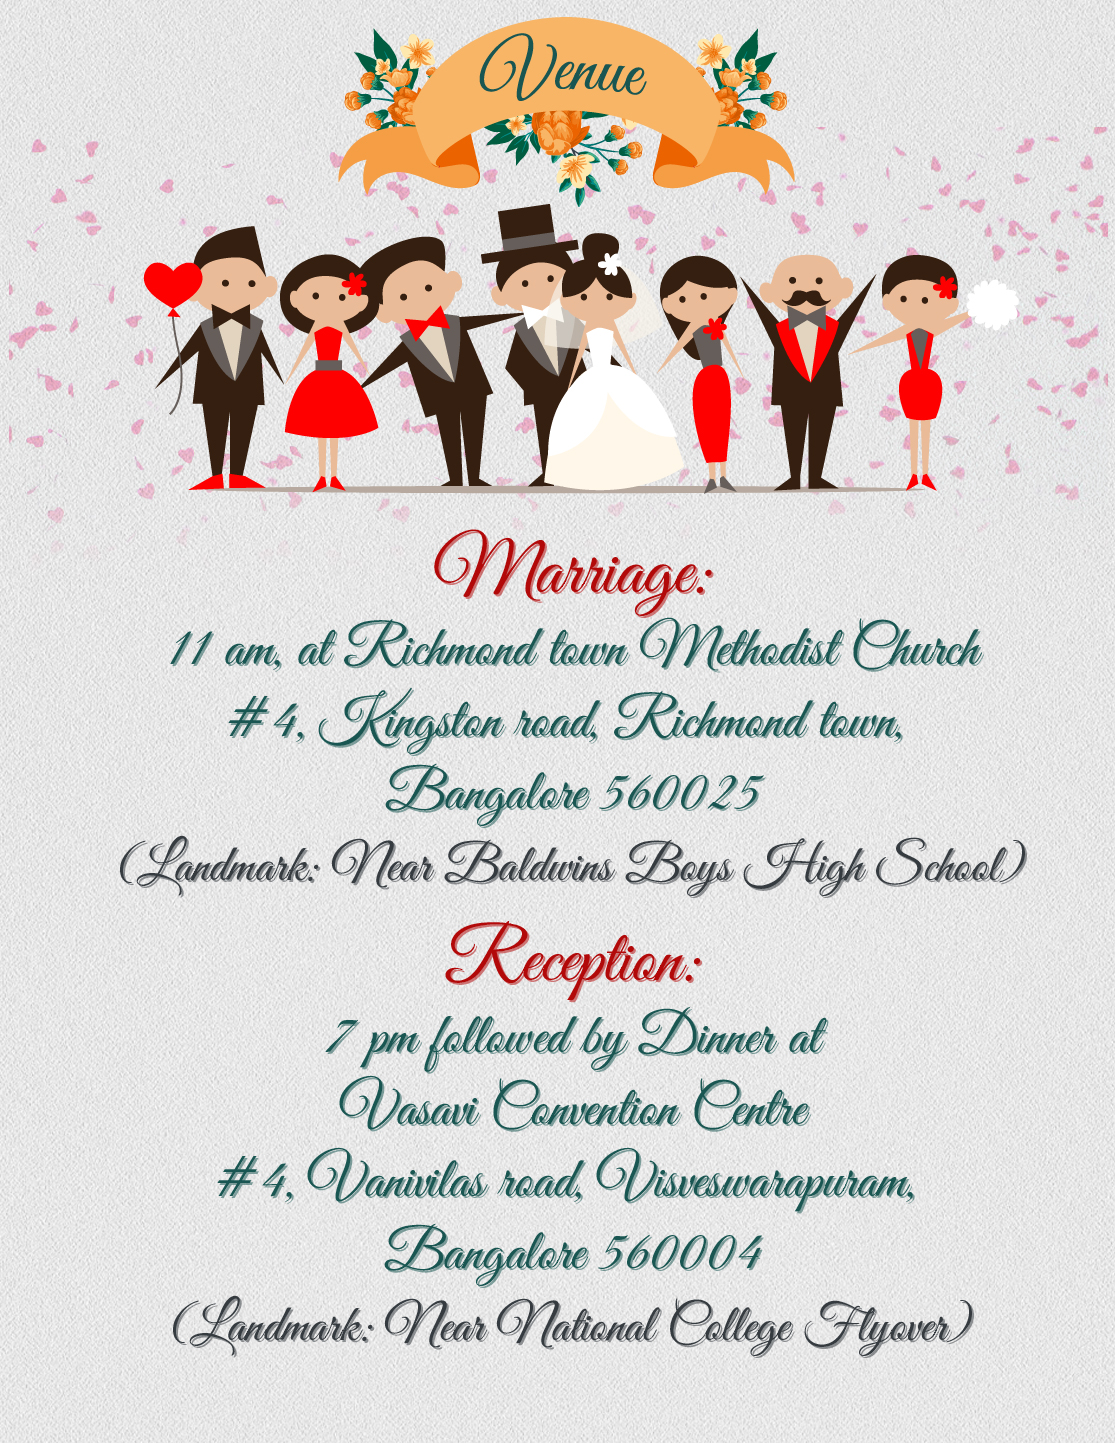 Venue
Marriage:
11 am, at Richmond town Methodist Church
#4, Kingston road, Richmond town,
Bangalore 560025
(Landmark: Near Baldwins Boys High School)
Reception:
7 pm followed by Dinner at
Vasavi Convention Centre
#4, Vanivilas road, Visveswarapuram,
Bangalore 560004
(Landmark: Near National College Flyover)